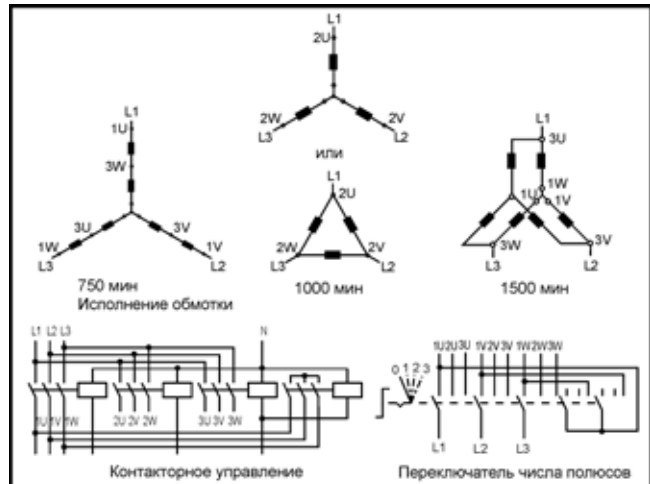 L1
2U
2W
2V
L3
L2
или
L1
1U
3W
3U
3V
1W
1V
L3
L2
750 мин
Исполнение обмотки
L1
2U
2W
2V
L3
L2
1000 мин
L1
3U
1W
1U
1V
3W
3V
L3
L2
1500 мин
L1 L2 L3
N
1U 1V 1W
2U 2V 2W
3U 3V 3W
Контакторное управление
1U 2U 3U 1V 2V 3V 1W 2W 3W
0 1 2 3
L1 L2 L3
Переключатель числа полюсов